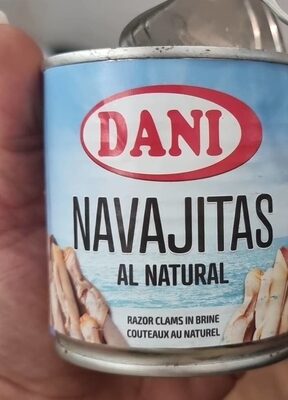 DANI
NAVAJITAS
AL NATURAL
RAZOR CLAMS IN BRINE
COUTEAUX AU NATUREL